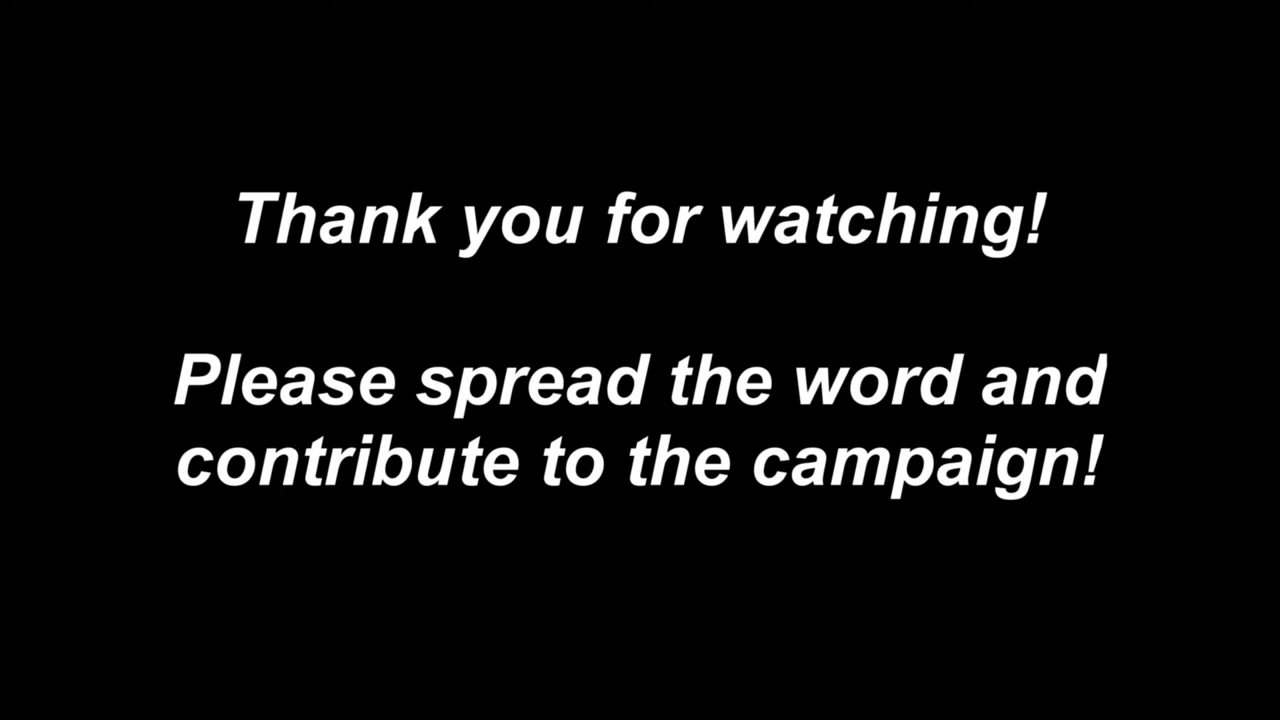 Thank you for watching!
Please spread the word and
contribute to the campaign!